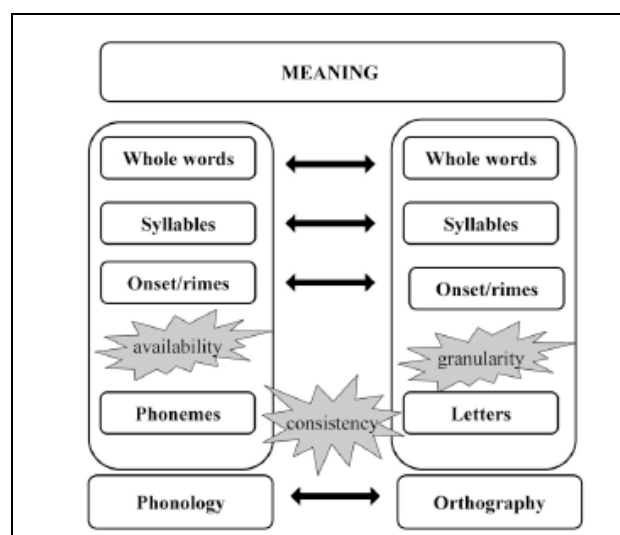 MEANING
Whole words
Whole words
Syllables
Syllables
Onset/rimes
Onset/rimes
availability
granularity
Phonemes
consistency
Letters
Phonology
Orthography